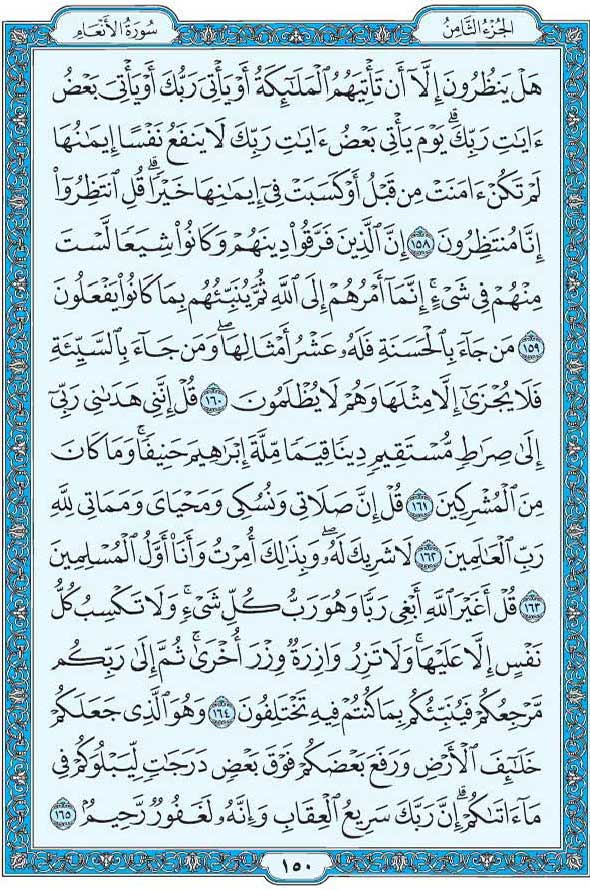 الجزء الثامن
سورة الأنعام
هَلْ يَنظُرُونَ إِلَّآ أَن تَأْتِيَهُمُ ٱلْمَلَٰٓئِكَةُ أَوْ يَأْتِىَ رَبُّكَ أَوْ يَأْتِىَ بَعْضُ
ءَايَٰتِ رَبِّكَ ۗ يَوْمَ يَأْتِى بَعْضُ ءَايَٰتِ رَبِّكَ لَا يَنفَعُ نَفْسًا إِيمَٰنُهَا
لَمْ تَكُنْ ءَامَنَتْ مِن قَبْلُ أَوْ كَسَبَتْ فِىٓ إِيمَٰنِهَا خَيْرًا ۗ قُلِ ٱنتَظِرُوٓا۟
إِنَّا مُنتَظِرُونَ ١٥٨ إِنَّ ٱلَّذِينَ فَرَّقُوا۟ دِينَهُمْ وَكَانُوا۟ شِيَعًا لَّسْتَ
مِنْهُمْ فِى شَىْءٍ ۚ إِنَّمَآ أَمْرُهُمْ إِلَى ٱللَّهِ ثُمَّ يُنَبِّئُهُم بِمَا كَانُوا۟ يَفْعَلُونَ
١٥٩ مَن جَآءَ بِٱلْحَسَنَةِ فَلَهُۥ عَشْرُ أَمْثَالِهَا ۖ وَمَن جَآءَ بِٱلسَّيِّئَةِ
فَلَا يُجْزَىٰٓ إِلَّا مِثْلَهَا وَهُمْ لَا يُظْلَمُونَ ١٦٠ قُلْ إِنَّنِى هَدَىٰنِى رَبِّىٓ
إِلَىٰ صِرَٰطٍ مُّسْتَقِيمٍ دِينًا قِيَمًا مِّلَّةَ إِبْرَٰهِيمَ حَنِيفًا ۚ وَمَا كَانَ
مِنَ ٱلْمُشْرِكِينَ ١٦١ قُلْ إِنَّ صَلَاتِى وَنُسُكِى وَمَحْيَاىَ وَمَمَاتِى لِلَّهِ
رَبِّ ٱلْعَٰلَمِينَ ١٦٢ لَا شَرِيكَ لَهُۥ ۖ وَبِذَٰلِكَ أُمِرْتُ وَأَنَا۠ أَوَّلُ ٱلْمُسْلِمِينَ
١٦٣ قُلْ أَغَيْرَ ٱللَّهِ أَبْغِى رَبًّا وَهُوَ رَبُّ كُلِّ شَىْءٍ ۚ وَلَا تَكْسِبُ كُلُّ
نَفْسٍ إِلَّا عَلَيْهَا ۚ وَلَا تَزِرُ وَازِرَةٌ وِزْرَ أُخْرَىٰ ۚ ثُمَّ إِلَىٰ رَبِّكُم
مَّرْجِعُكُمْ فَيُنَبِّئُكُم بِمَا كُنتُمْ فِيهِ تَخْتَلِفُونَ ١٦٤ وَهُوَ ٱلَّذِى جَعَلَكُمْ
خَلَٰٓئِفَ ٱلْأَرْضِ وَرَفَعَ بَعْضَكُمْ فَوْقَ بَعْضٍ دَرَجَٰتٍ لِّيَبْلُوَكُمْ فِى
مَآ ءَاتَىٰكُمْ ۗ إِنَّ رَبَّكَ سَرِيعُ ٱلْعِقَابِ وَإِنَّهُۥ لَغَفُورٌ رَّحِيمٌۢ ١٦٥
١٥٠